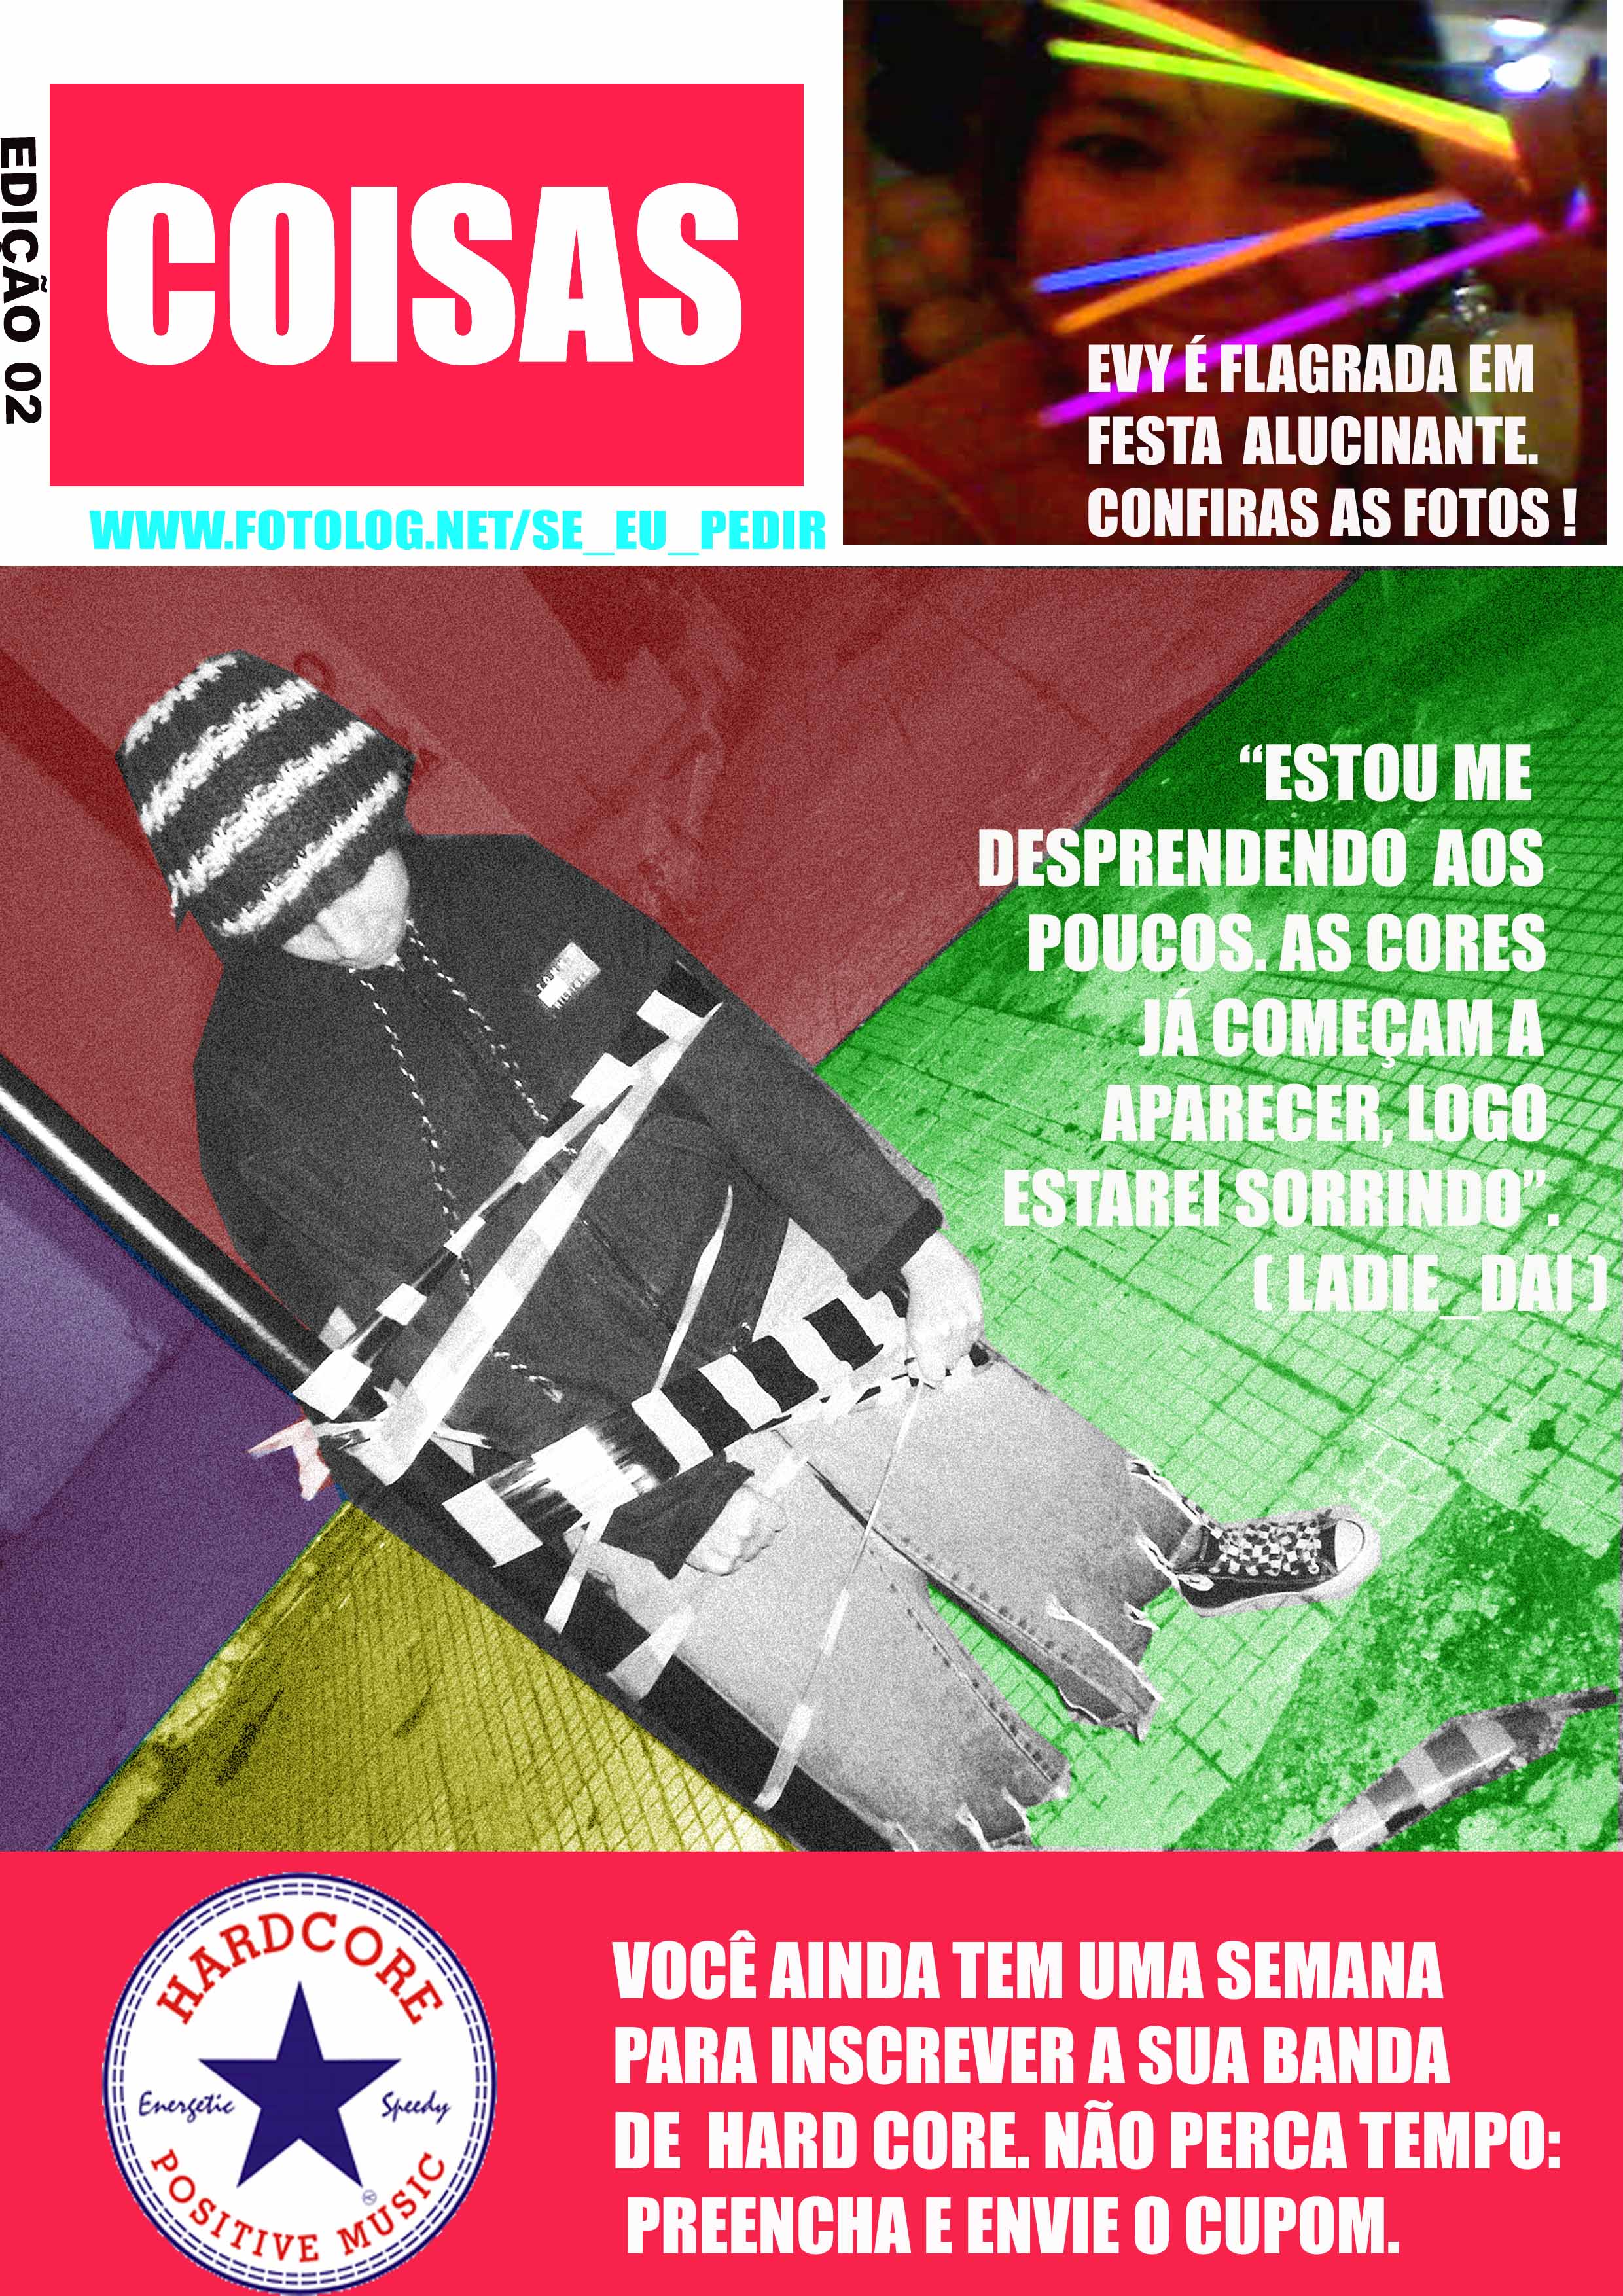 EDIÇÃO 02
COISAS
WWW.FOTOLOG.NET/SE_EU_PEDIR
EVY É FLAGRADA EM
FESTA ALUCINANTE.
CONFIRAS AS FOTOS !
“ESTOU ME
DESPRENDENDO AOS
POUCOS. AS CORES
JÁ COMEÇAM A
APARECER, LOGO
ESTAREI SORRINDO”.
( LADIE_DAI )
HARDCORE
Energetic Speedy
POSITIVE MUSIC
VOCÊ AINDA TEM UMA SEMANA
PARA INSCREVER A SUA BANDA
DE HARD CORE. NÃO PERCA TEMPO:
PREENCHA E ENVIE O CUPOM.